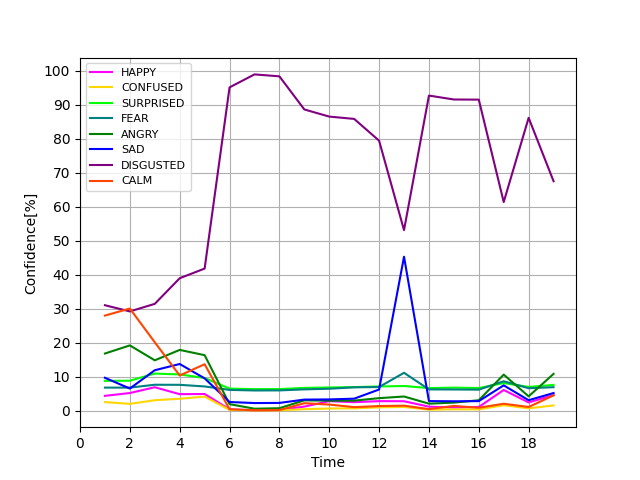 100
90
80
70
60
50
40
30
20
10
0
Confidence[%]
HAPPY
CONFUSED
SURPRISED
FEAR
ANGRY
SAD
DISGUSTED
CALM
0 2 4 6 8 10 12 14 16 18
Time